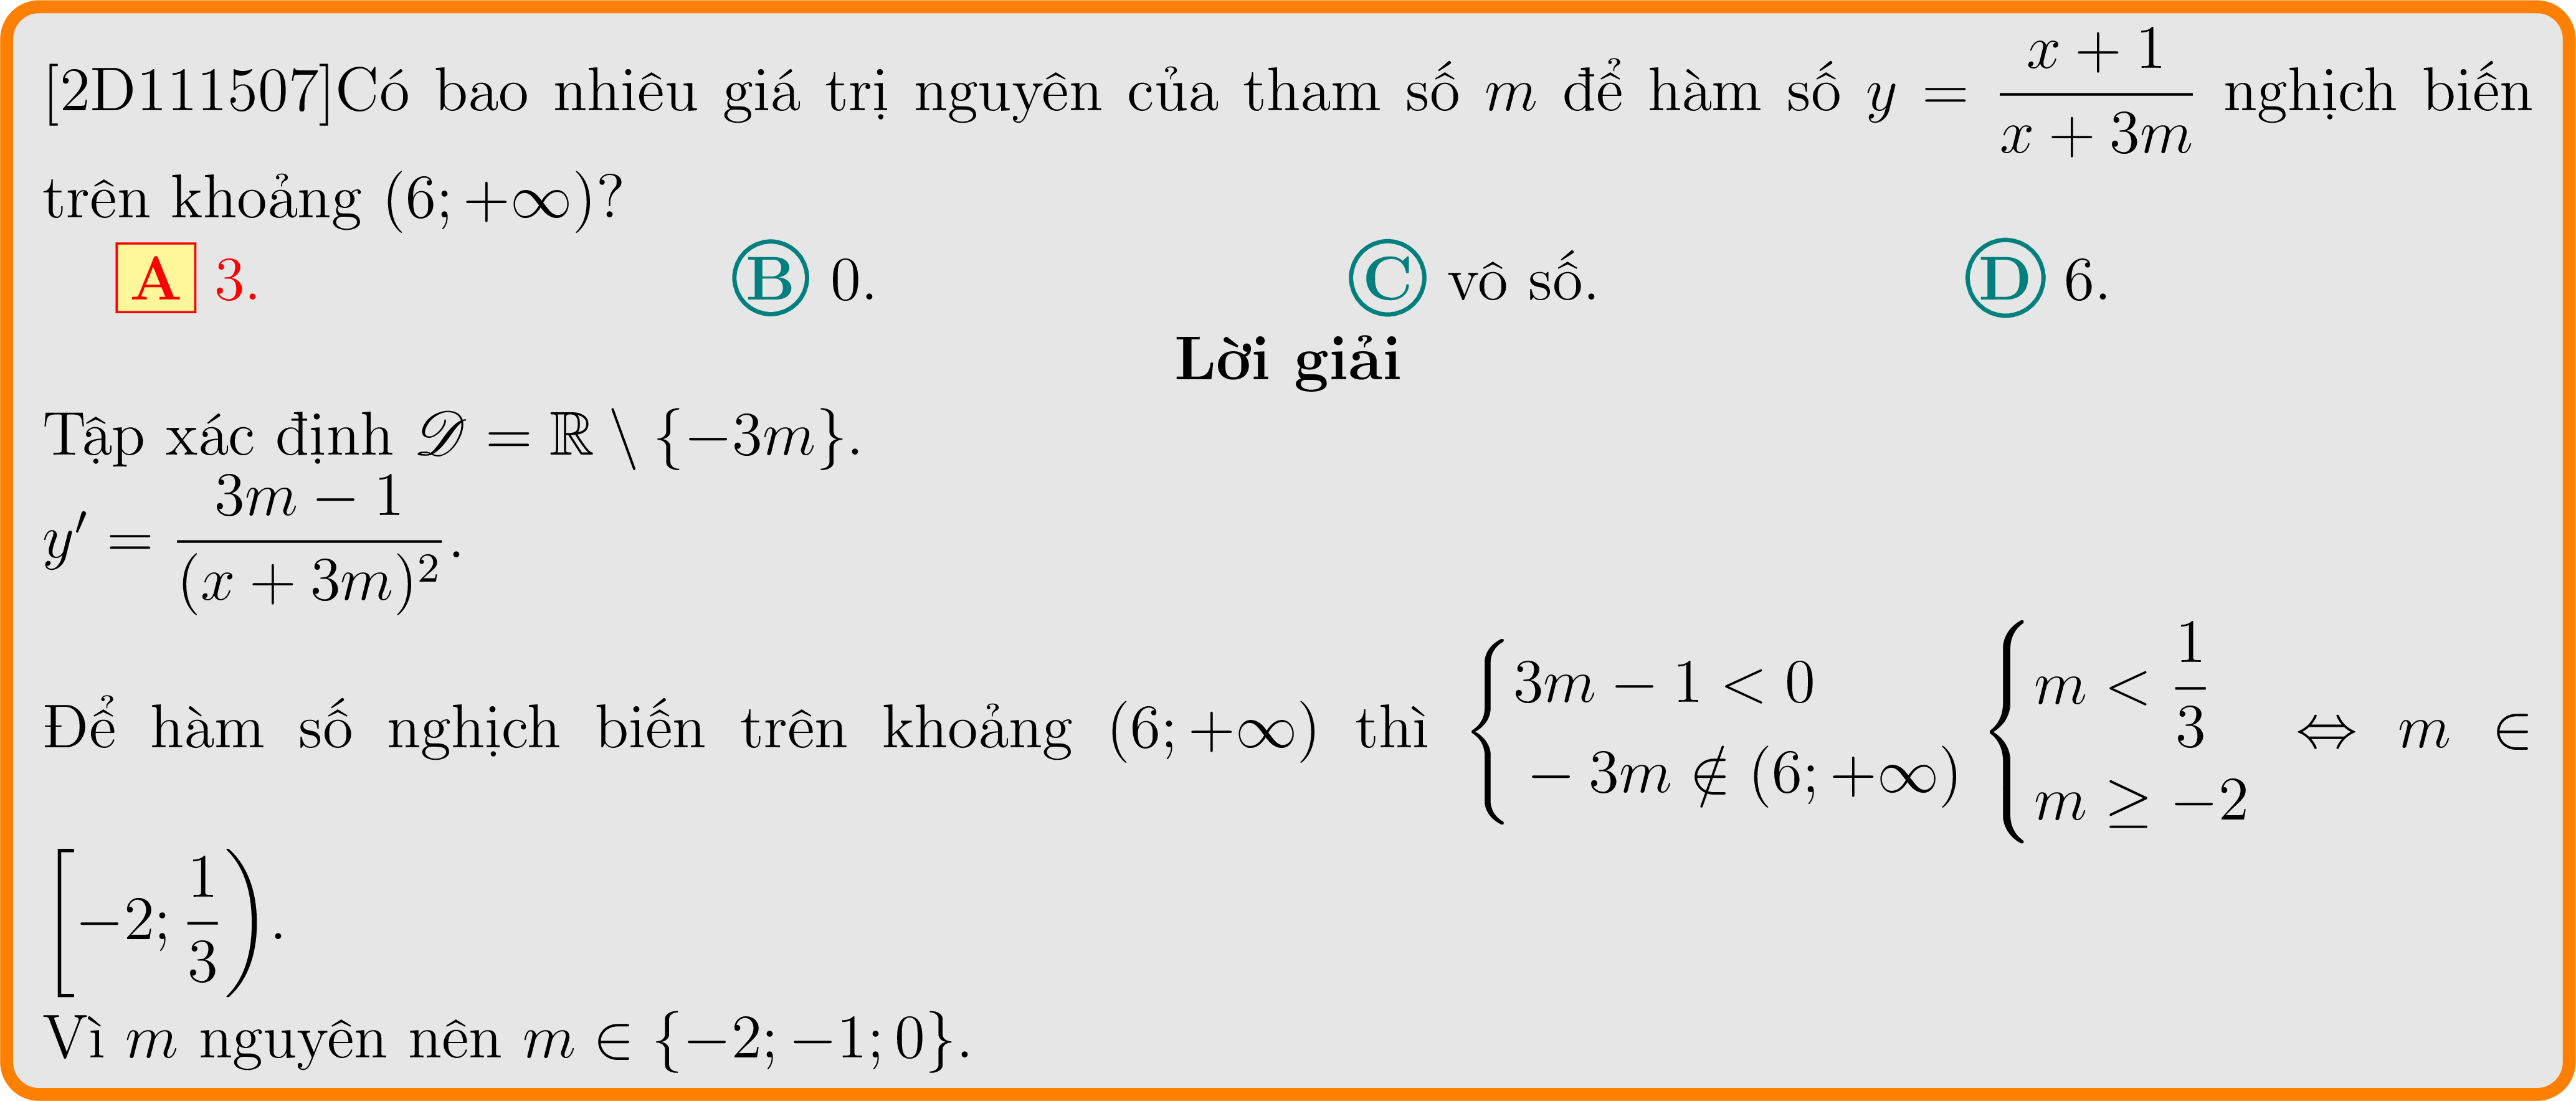 [2D111507]Có bao nhiêu giá trị nguyên của tham số $m$ để hàm số $y = \dfrac{x+1}{x+3m}$ nghịch biến
trên khoảng $(6; +\infty)$?
A 3. B 0. C vô số. D 6.
Lời giải
Tập xác định $\mathscr{D} = \mathbb{R} \setminus \{-3m\}$.
$y' = \dfrac{3m-1}{(x+3m)^2}$.
Để hàm số nghịch biến trên khoảng $(6; +\infty)$ thì $\begin{cases} 3m - 1 < 0 \\ -3m \notin (6; +\infty) \end{cases}$ $\begin{cases} m < \dfrac{1}{3} \\ m \geq -2 \end{cases}$ $\Leftrightarrow m \in$
$\left[-2; \dfrac{1}{3}\right)$.
Vì $m$ nguyên nên $m \in \{-2; -1; 0\}$.